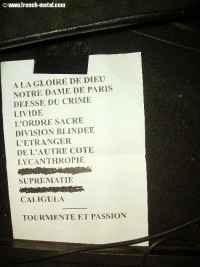 © www.french-metal.com
A LA GLOIRE DE DIEU
NOTRE DAME DE PARIS
DEESSE DU CRIME
LIVIDE
L'ORDRE SACRE
DIVISION BLINDEE
L'ETRANGER
DE L'AUTRE COTE
LYCANTHROPIE
SUPREMATIE
CALIGULA
----------
TOURMENTE ET PASSION